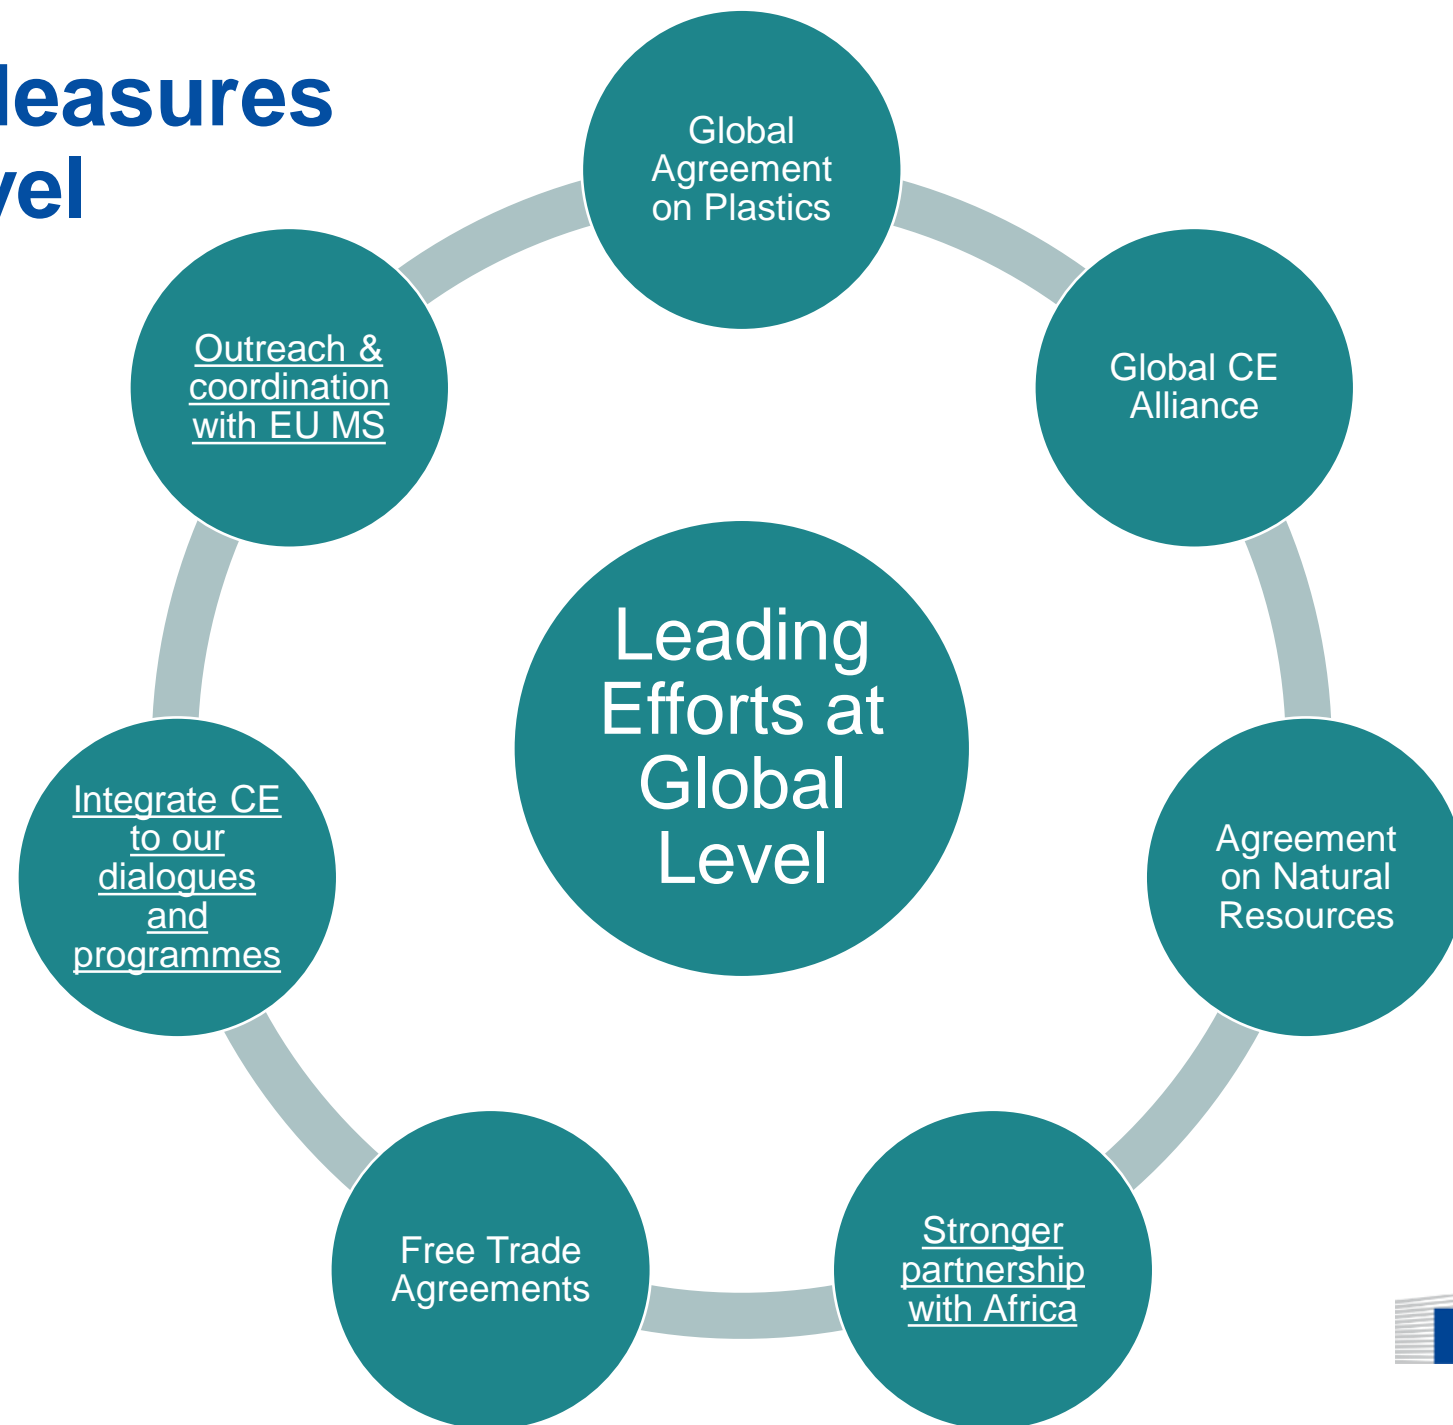 leasures
vel
Global
Agreement
on Plastics
Global CE
Alliance
Agreement
on Natural
Resources
Stronger
partnership
with Africa
Free Trade
Agreements
Integrate CE
to our
dialogues
and
programmes
Outreach &
coordination
with EU MS
Leading
Efforts at
Global
Level